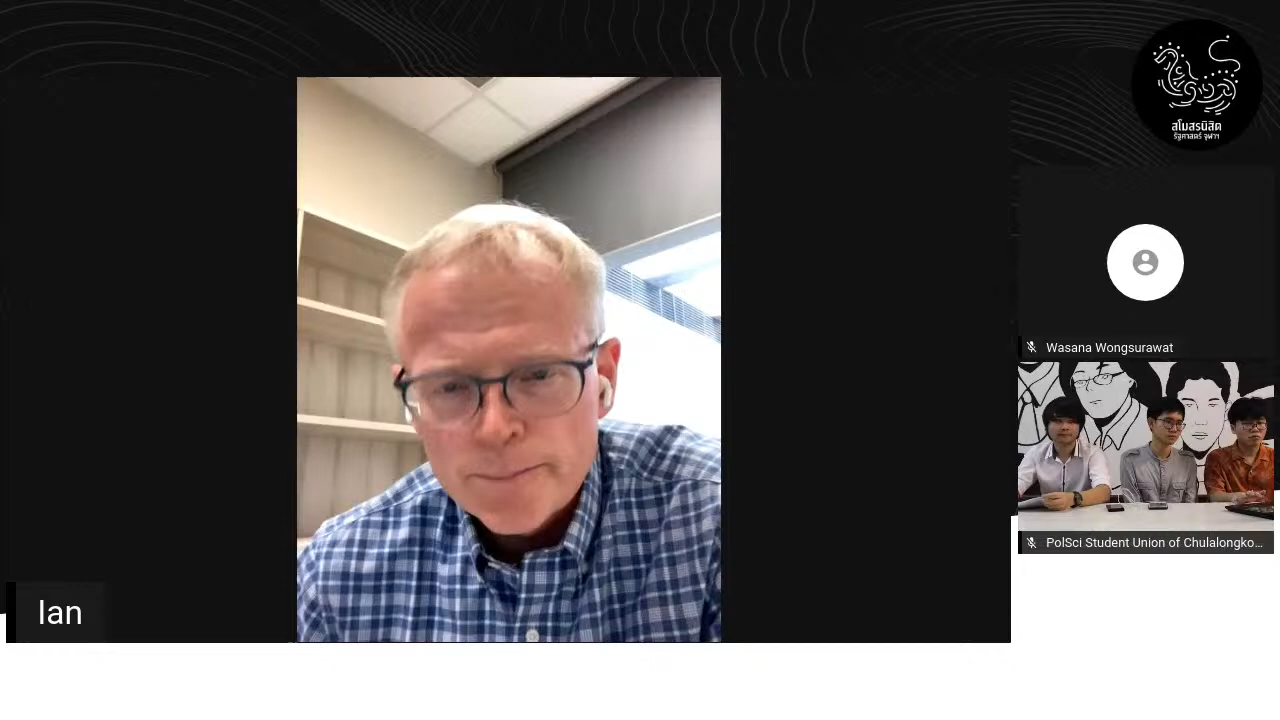 สโมสรนิสิต
รัฐศาสตร์ จุฬาฯ
Wasana Wongsurawat
PolSci Student Union of Chulalongko...
Ian